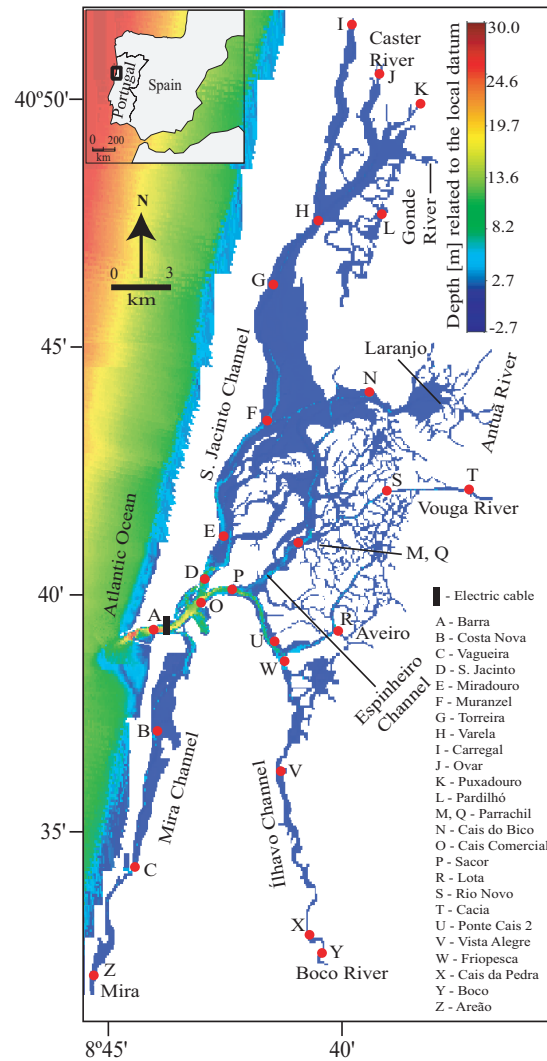 Spain
Portugal
0 200
km
N
0 3
km
I
Caster
River
J
K
H
L
Gonde
River
G
Depth [m] related to the local datum
30.0
24.6
19.7
13.6
8.2
2.7
-2.7
40°50'
45'
40'
35'
Laranjo
N
Antuã River
F
S. Jacinto Channel
S
T
Vouga River
E
M, Q
Atlantic Ocean
D
P
A
O
R
Aveiro
U
W
Espinheiro
Channel
B
Mira Channel
Ílhavo Channel
V
C
X
Y
Boco River
Z
Mira
8°45'
40'
- Electric cable
A - Barra
B - Costa Nova
C - Vagueira
D - S. Jacinto
E - Miradouro
F - Muranzel
G - Torreira
H - Varela
I - Carregal
J - Ovar
K - Puxadouro
L - Pardilhó
M, Q - Parrachil
N - Cais do Bico
O - Cais Comercial
P - Sacor
R - Lota
S - Rio Novo
T - Cacia
U - Ponte Cais 2
V - Vista Alegre
W - Friopesca
X - Cais da Pedra
Y - Boco
Z - Areão